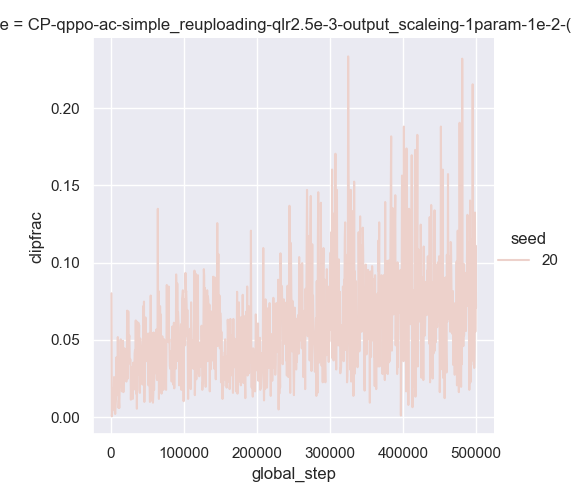 e = CP-qppo-ac-simple_reuploading-qlr2.5e-3-output_scaleing-1param-1e-2-(
0.20
0.15
0.10
0.05
0.00
clipfrac
0 100000 200000 300000 400000 500000
global_step
seed
20